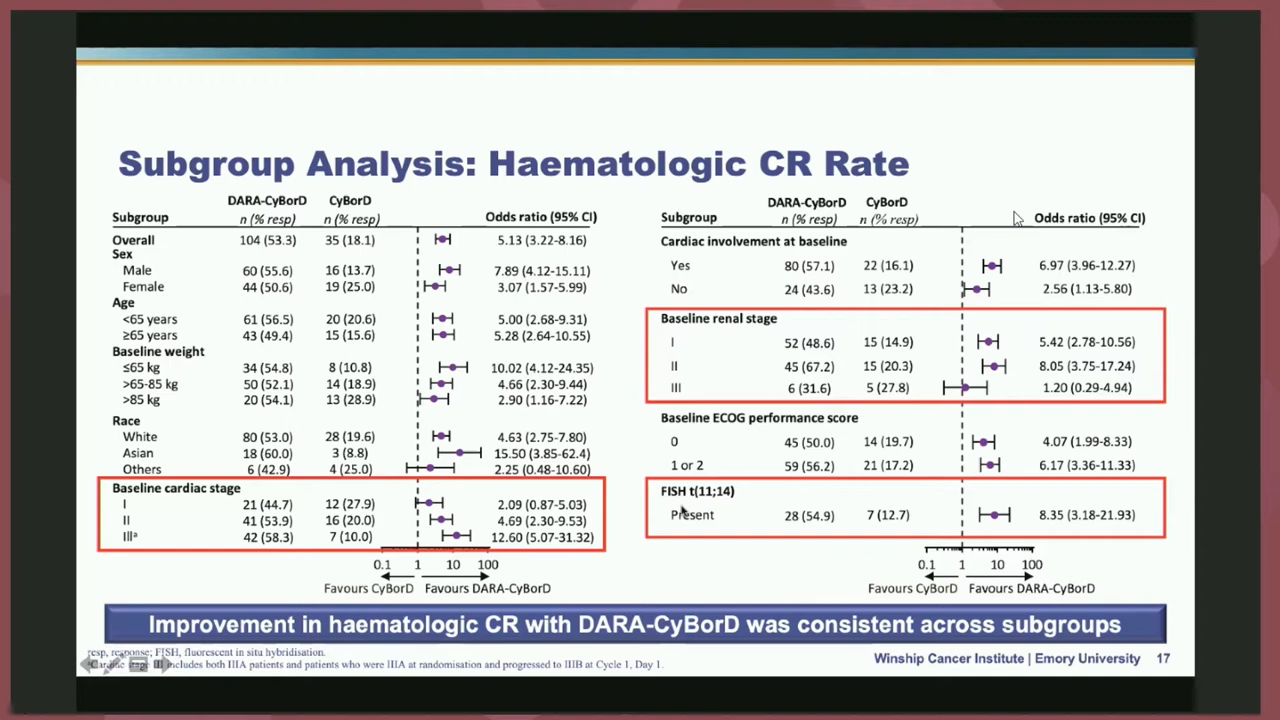 Subgroup Analysis: Haematologic CR Rate
DARA-CyBorD CyBorD
Subgroup n (% resp) n (% resp) Odds ratio (95% CI)
Overall 104 (53.3) 35 (18.1) 5.13 (3.22-8.16)
Sex
Male 60 (55.6) 16 (13.7) 7.89 (4.12-15.11)
Female 44 (50.6) 19 (25.0) 3.07 (1.57-5.99)
Age
<65 years 61 (56.5) 20 (20.6) 5.00 (2.68-9.31)
≥65 years 43 (49.4) 15 (15.6) 5.28 (2.64-10.55)
Baseline weight
≤65 kg 34 (54.8) 8 (10.8) 10.02 (4.12-24.35)
>65-85 kg 50 (52.1) 14 (18.9) 4.66 (2.30-9.44)
>85 kg 20 (54.1) 13 (28.9) 2.90 (1.16-7.22)
Race
White 80 (53.0) 28 (19.6) 4.63 (2.75-7.80)
Asian 18 (60.0) 3 (8.8) 15.50 (3.85-62.4)
Others 6 (42.9) 4 (25.0) 2.25 (0.48-10.60)
Baseline cardiac stage
I 21 (44.7) 12 (27.9) 2.09 (0.87-5.03)
II 41 (53.9) 16 (20.0) 4.69 (2.30-9.53)
IIIᵃ 42 (58.3) 7 (10.0) 12.60 (5.07-31.32)
0.1 1 10 100
Favours CyBorD Favours DARA-CyBorD
DARA-CyBorD CyBorD
Subgroup n (% resp) n (% resp) Odds ratio (95% CI)
Cardiac involvement at baseline
Yes 80 (57.1) 22 (16.1) 6.97 (3.96-12.27)
No 24 (43.6) 13 (23.2) 2.56 (1.13-5.80)
Baseline renal stage
I 52 (48.6) 15 (14.9) 5.42 (2.78-10.56)
II 45 (67.2) 15 (20.3) 8.05 (3.75-17.24)
III 6 (31.6) 5 (27.8) 1.20 (0.29-4.94)
Baseline ECOG performance score
0 45 (50.0) 14 (19.7) 4.07 (1.99-8.33)
1 or 2 59 (56.2) 21 (17.2) 6.17 (3.36-11.33)
FISH t(11;14)
Present 28 (54.9) 7 (12.7) 8.35 (3.18-21.93)
0.1 1 10 100
Favours CyBorD Favours DARA-CyBorD
Improvement in haematologic CR with DARA-CyBorD was consistent across subgroups
resp, response; FISH, fluorescent in situ hybridisation.
Cardiac stage III includes both IIIA patients and patients who were IIIA at randomisation and progressed to IIIB at Cycle 1, Day 1.
Winship Cancer Institute | Emory University 17